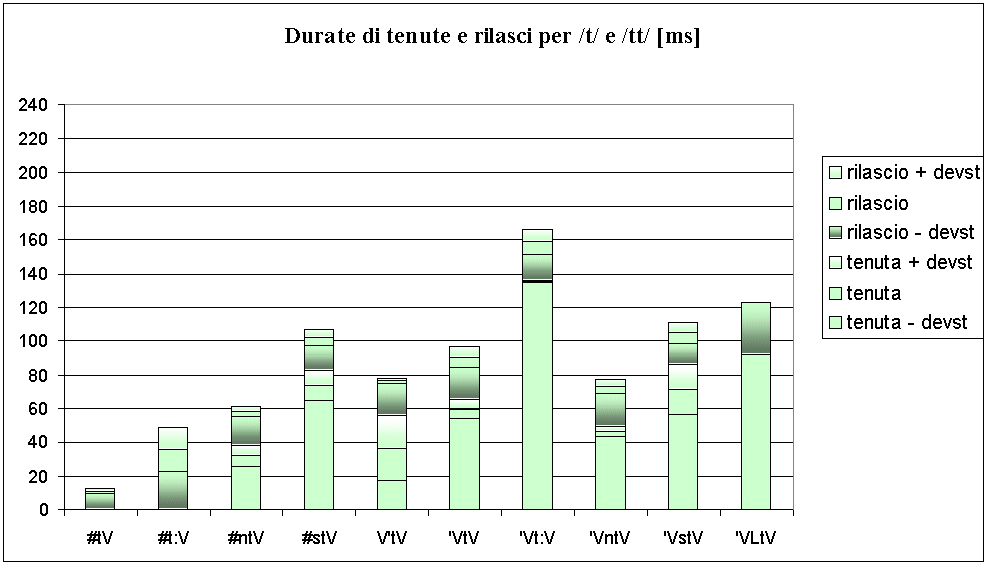 Durate di tenute e rilasci per /t/ e /tt/ [ms]
240
220
200
180
160
140
120
100
80
60
40
20
0
#tV #t:V #ntV #stV V'tV 'VtV 'Vt:V 'VntV 'VstV 'VLtV
rilascio + devst
rilascio
rilascio - devst
tenuta + devst
tenuta
tenuta - devst